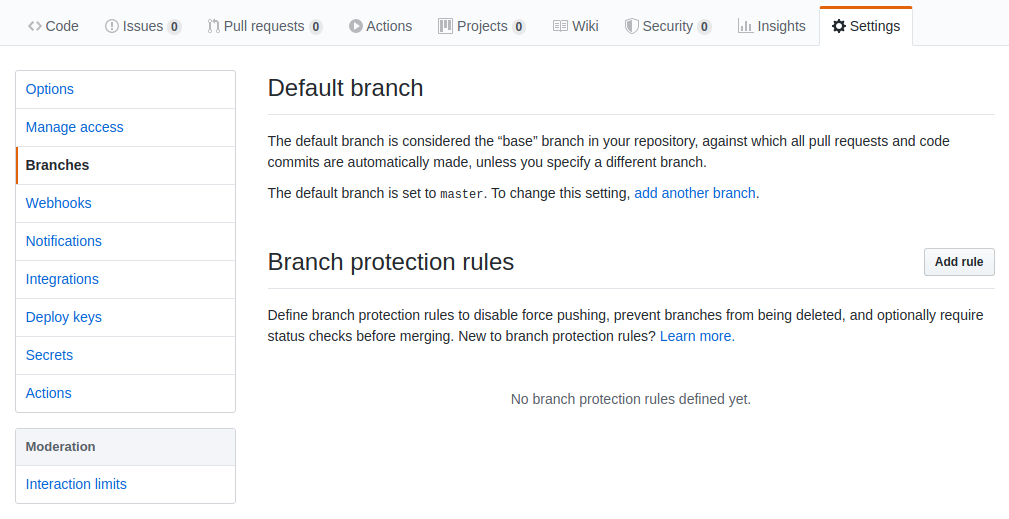 Code Issues 0 Pull requests 0 Actions Projects 0 Wiki Security 0 Insights Settings
Options
Manage access
Branches
Webhooks
Notifications
Integrations
Deploy keys
Secrets
Actions
Moderation
Interaction limits
Default branch
The default branch is considered the “base” branch in your repository, against which all pull requests and code
commits are automatically made, unless you specify a different branch.
The default branch is set to master. To change this setting, add another branch.
Branch protection rules
Add rule
Define branch protection rules to disable force pushing, prevent branches from being deleted, and optionally require
status checks before merging. New to branch protection rules? Learn more.
No branch protection rules defined yet.